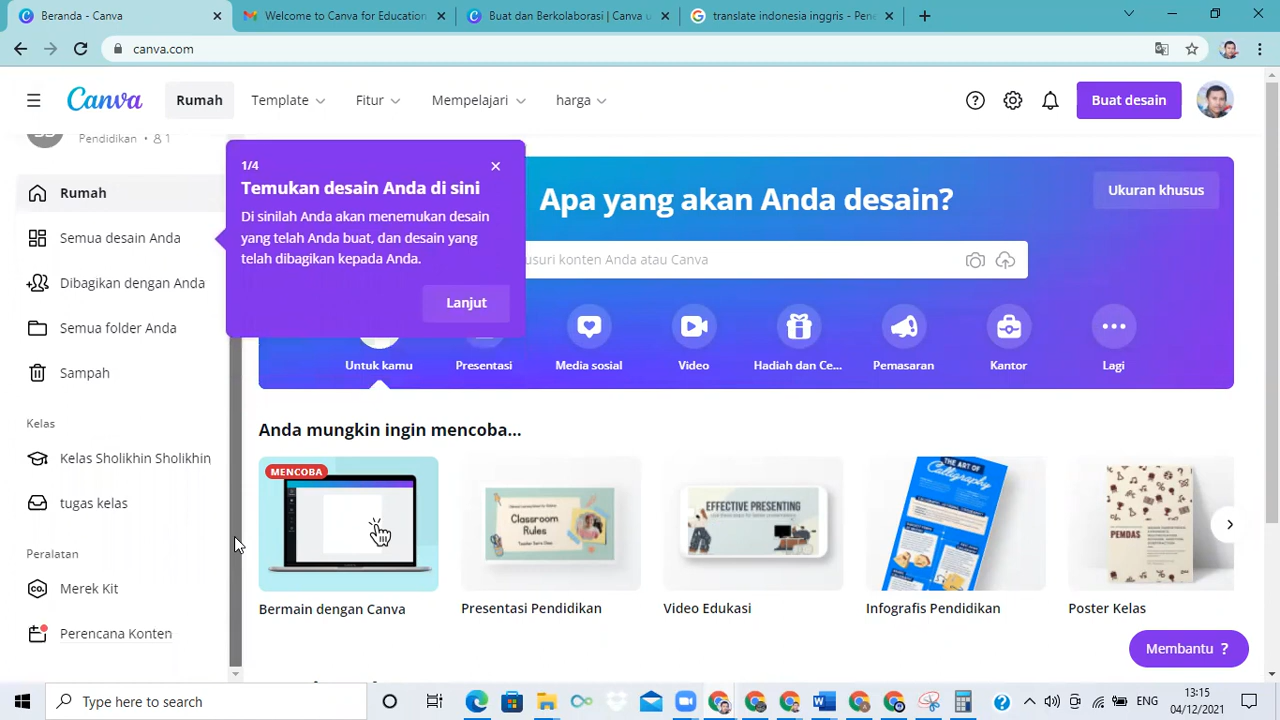 Beranda - Canva
Welcome to Canva for Education
Buat dan Berkolaborasi | Canva u
translate indonesia inggris - Pene
canva.com
Canva
Rumah
Template
Fitur
Mempelajari
harga
Buat desain
Pendidikan • 1
Rumah
Semua desain Anda
Dibagikan dengan Anda
Semua folder Anda
Sampah
Kelas
Kelas Sholikhin Sholikhin
tugas kelas
Peralatan
Merek Kit
Perencana Konten
1/4
Temukan desain Anda di sini
Di sinilah Anda akan menemukan desain
yang telah Anda buat, dan desain yang
telah dibagikan kepada Anda.
Lanjut
Apa yang akan Anda desain?
Ukuran khusus
usuri konten Anda atau Canva
Untuk kamu
Presentasi
Media sosial
Video
Hadiah dan Ce...
Pemasaran
Kantor
Lagi
Anda mungkin ingin mencoba...
MENCOBA
Classroom
Rules
EFFECTIVE PRESENTING
THE ART OF
Calligraphy
PEMDAS
Bermain dengan Canva
Presentasi Pendidikan
Video Edukasi
Infografis Pendidikan
Poster Kelas
Membantu ?
Type here to search
ENG
13:15
04/12/2021